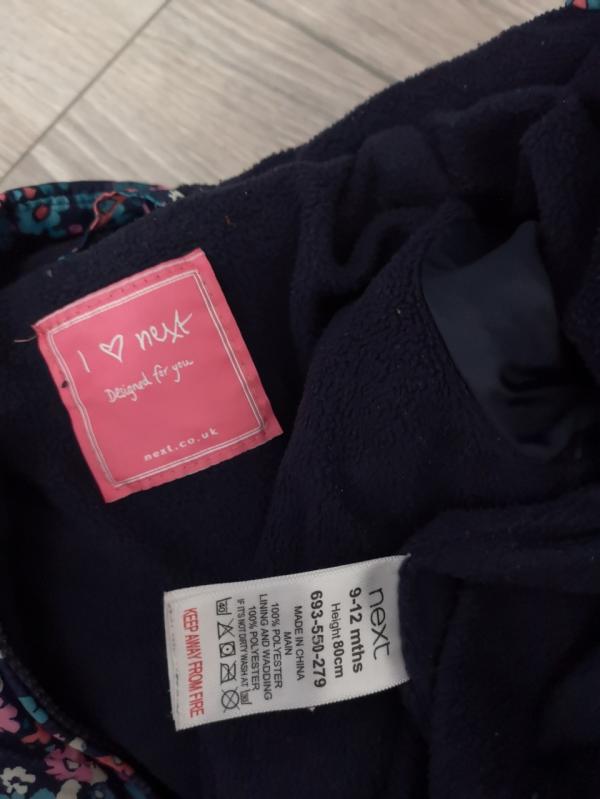 I ♡ next
Designed for you
next.co.uk
next
9-12 mths
Height 80cm
693-550-279
MADE IN CHINA
MAIN
100% POLYESTER
LINING AND WADDING
100% POLYESTER
IF IT'S NOT DIRTY WASH AT
40
KEEP AWAY FROM FIRE